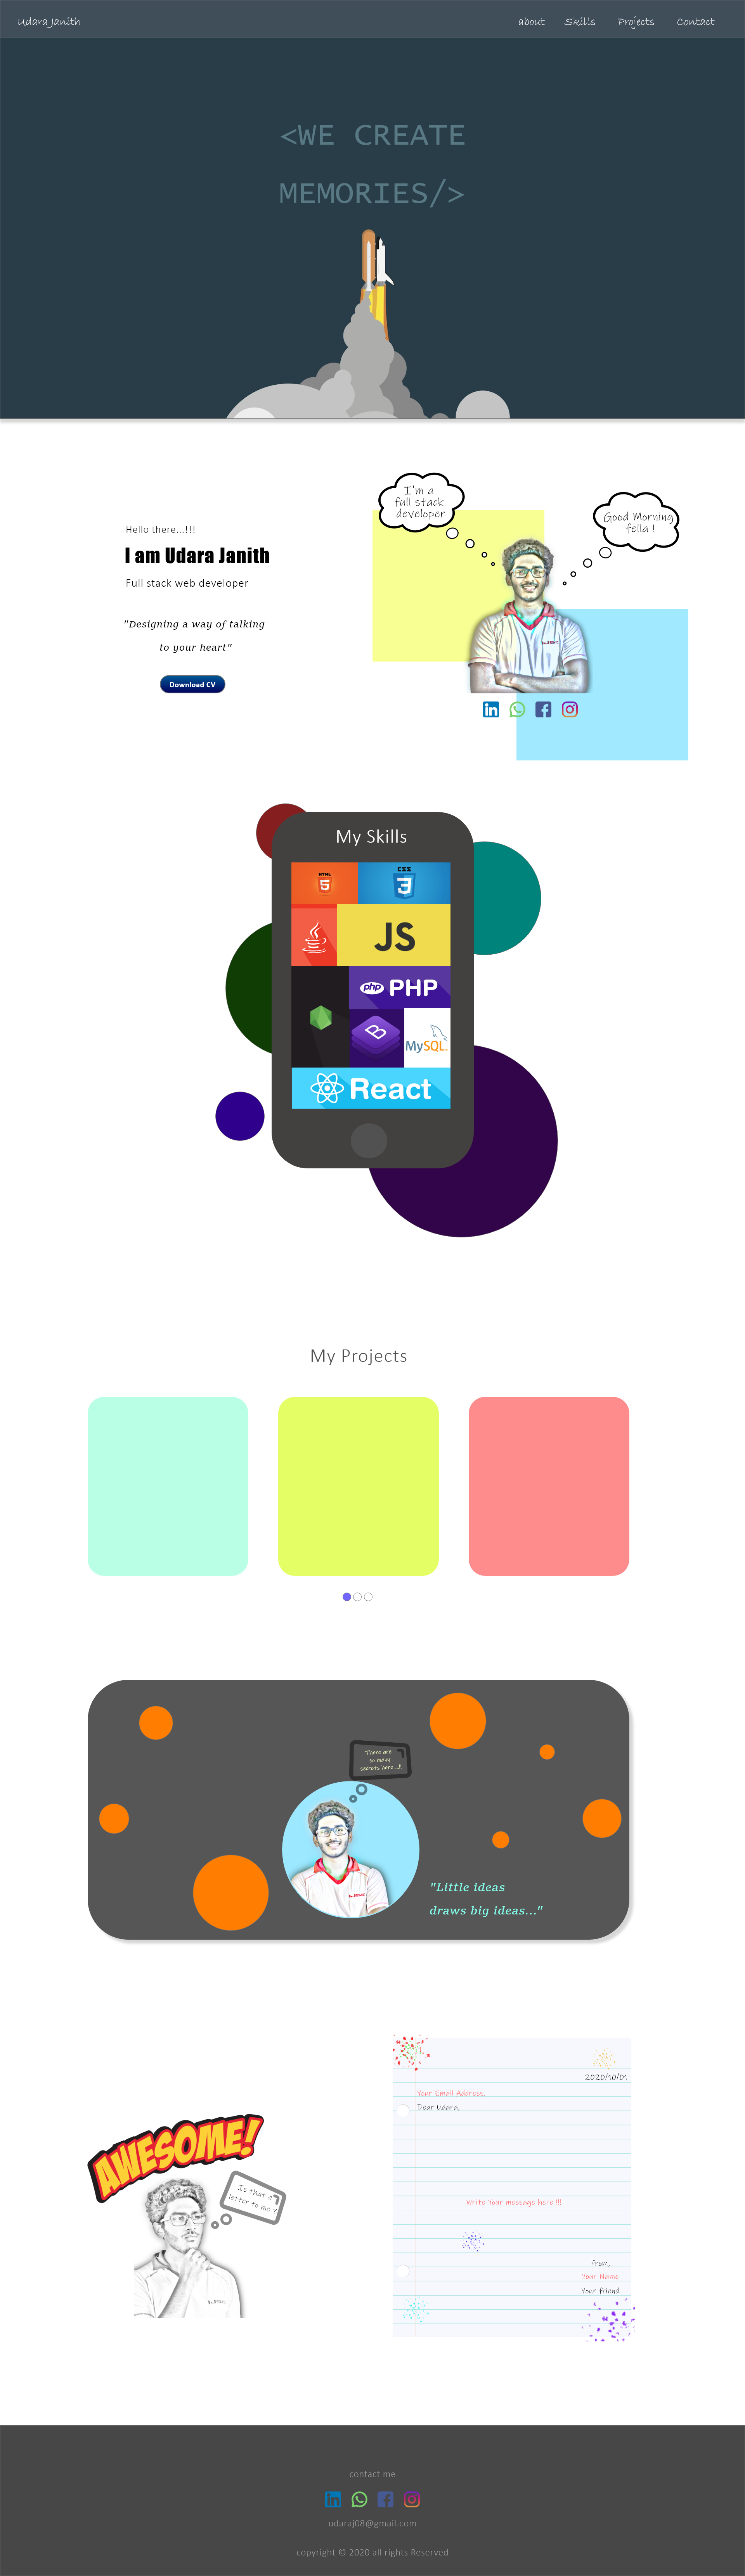 Udara Janith
about Skills Projects Contact
<WE CREATE
MEMORIES/>
I'm a
full stack
developer
Good Morning
fella !
Hello there...!!!
I am Udara Janith
Full stack web developer
"Designing a way of talking
to your heart"
Download CV
My Skills
HTML
5
CSS
3
Java
JS
php PHP
B
MySQL
React
My Projects
There are
so many
secrets here ...!!
"Little ideas
draws big ideas..."
2020/10/01
Your Email Address,
Dear Udara,
AWESOME!
Is that a
letter to me ?
Write Your message here !!!
from,
Your Name
Your friend
contact me
udaraj08@gmail.com
copyright © 2020 all rights Reserved